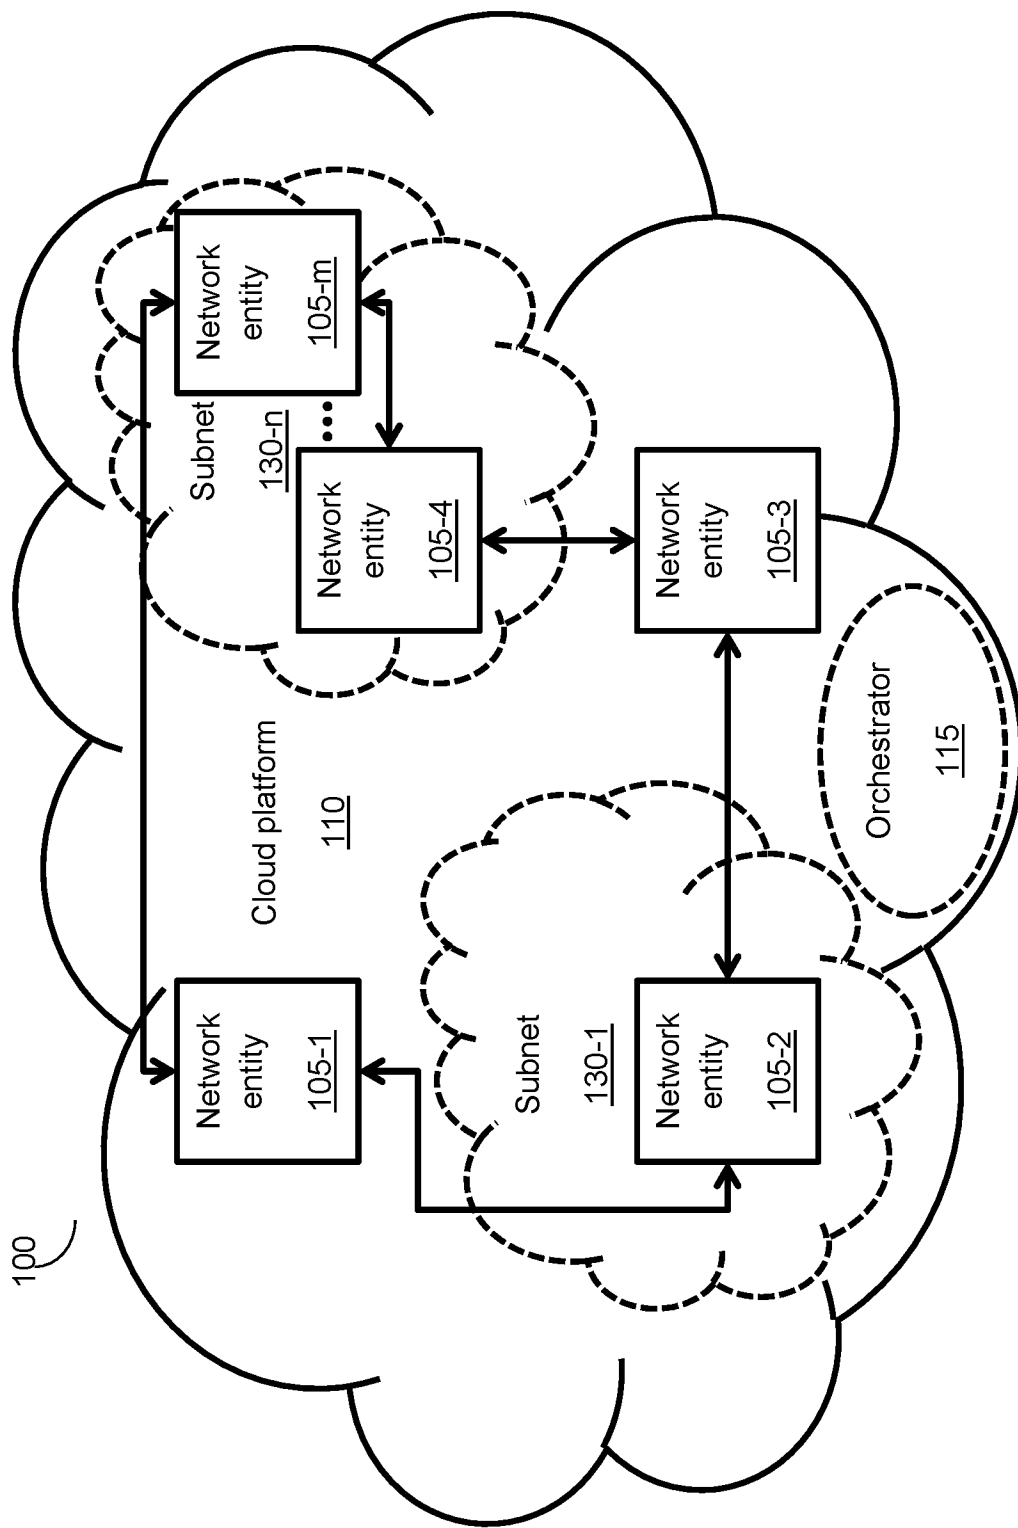 100
Network
entity
105-1
Cloud platform
110
Subnet
130-n
Network
entity
105-m
Network
entity
105-4
Subnet
130-1
Network
entity
105-2
Network
entity
105-3
Orchestrator
115